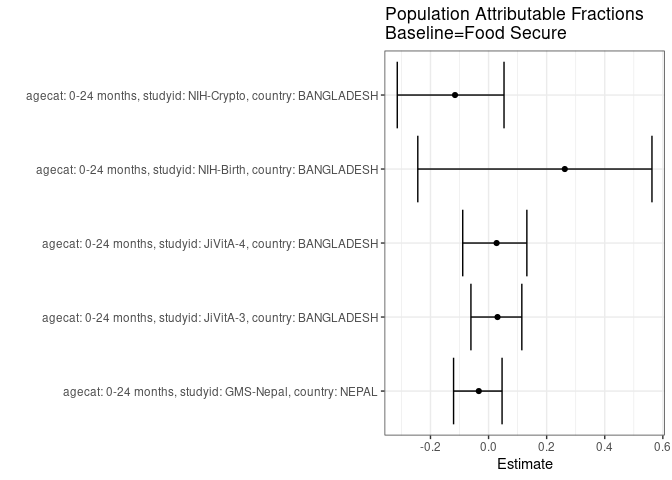 Population Attributable Fractions
Baseline=Food Secure
agecat: 0-24 months, studyid: NIH-Crypto, country: BANGLADESH
agecat: 0-24 months, studyid: NIH-Birth, country: BANGLADESH
agecat: 0-24 months, studyid: JiVitA-4, country: BANGLADESH
agecat: 0-24 months, studyid: JiVitA-3, country: BANGLADESH
agecat: 0-24 months, studyid: GMS-Nepal, country: NEPAL
-0.2 0.0 0.2 0.4 0.6
Estimate